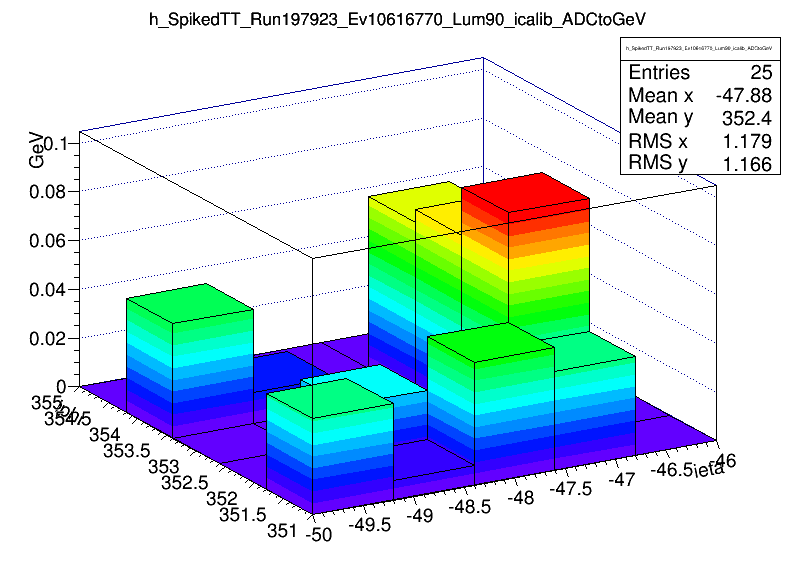 h_SpikedTT_Run197923_Ev10616770_Lum90_icalib_ADCtoGeV
h_SpikedTT_Run197923_Ev10616770_Lum90_icalib_ADCtoGeV
Entries 25
Mean x -47.88
Mean y 352.4
RMS x 1.179
RMS y 1.166
GeV
0.1
0.08
0.06
0.04
0.02
0
355
354.5
354
353.5
353
352.5
352
351.5
351
-50
-49.5
-49
-48.5
-48
-47.5
-47
-46.5
-46
ieta